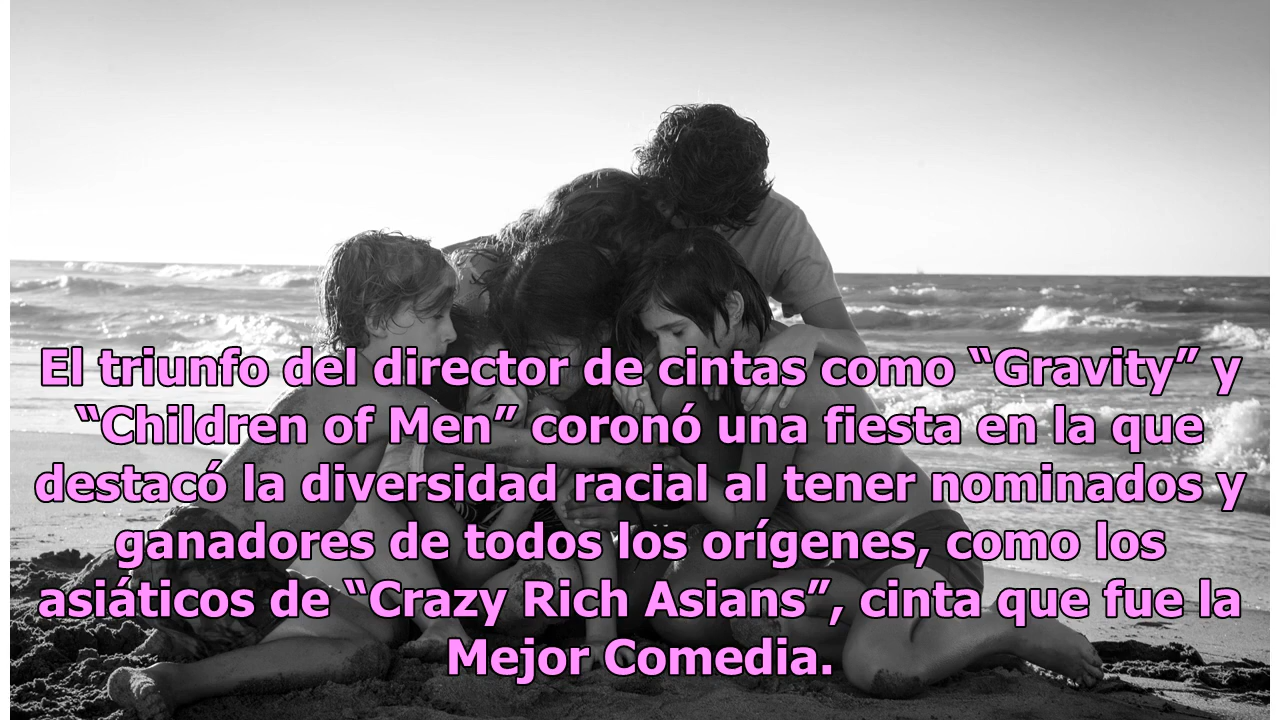 El triunfo del director de cintas como “Gravity” y
“Children of Men” coronó una fiesta en la que
destacó la diversidad racial al tener nominados y
ganadores de todos los orígenes, como los
asiáticos de “Crazy Rich Asians”, cinta que fue la
Mejor Comedia.